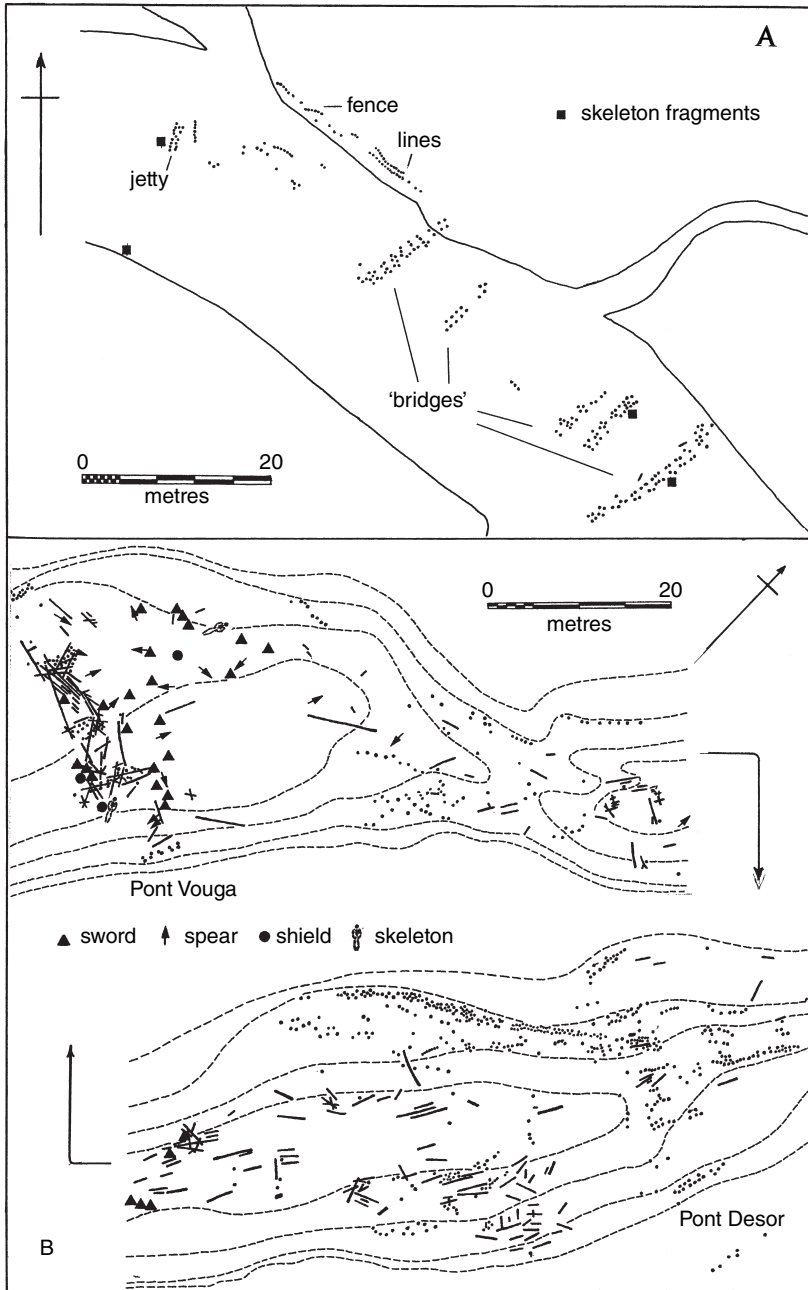 A
fence
skeleton fragments
lines
jetty
'bridges'
0 20
metres
0 20
metres
Pont Vouga
sword spear shield skeleton
Pont Desor
B